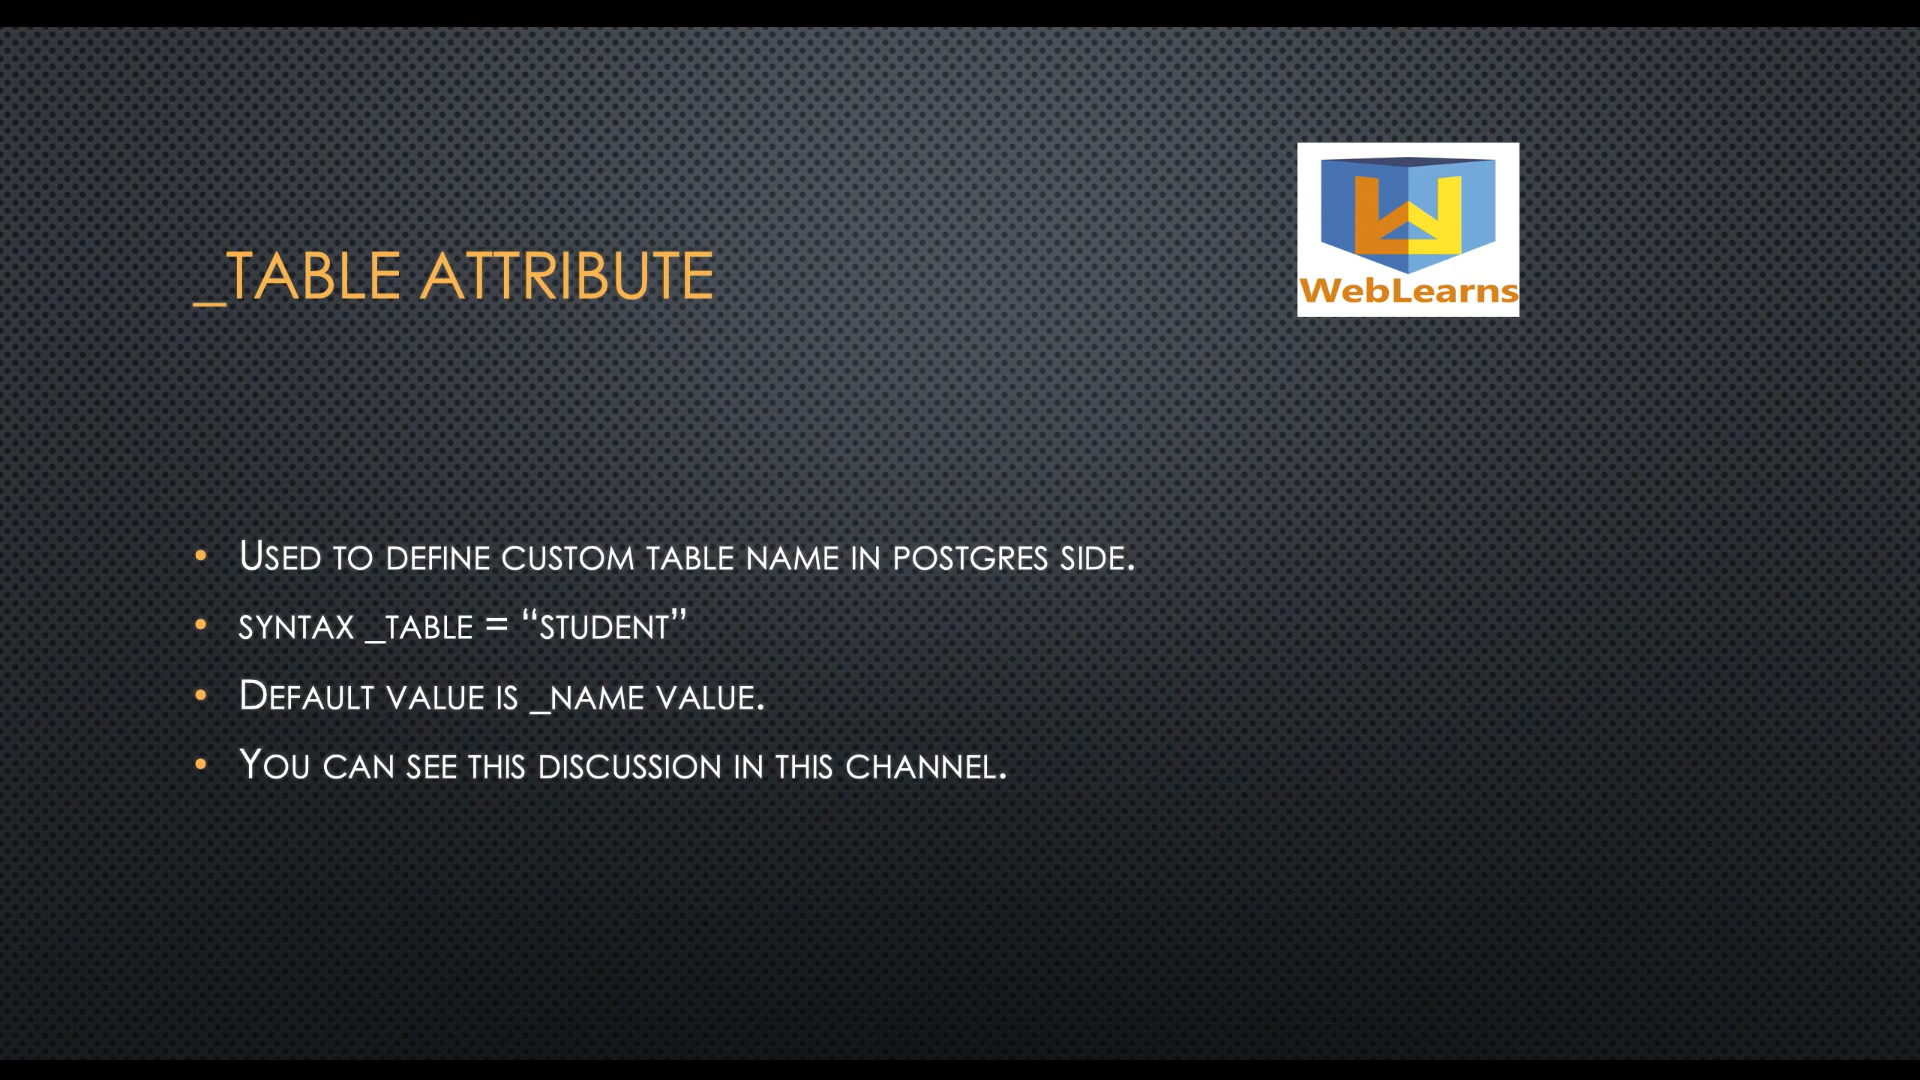 _TABLE ATTRIBUTE
WebLearns
• Used to define custom table name in postgres side.
• syntax _table = “student”
• Default value is _name value.
• You can see this discussion in this channel.